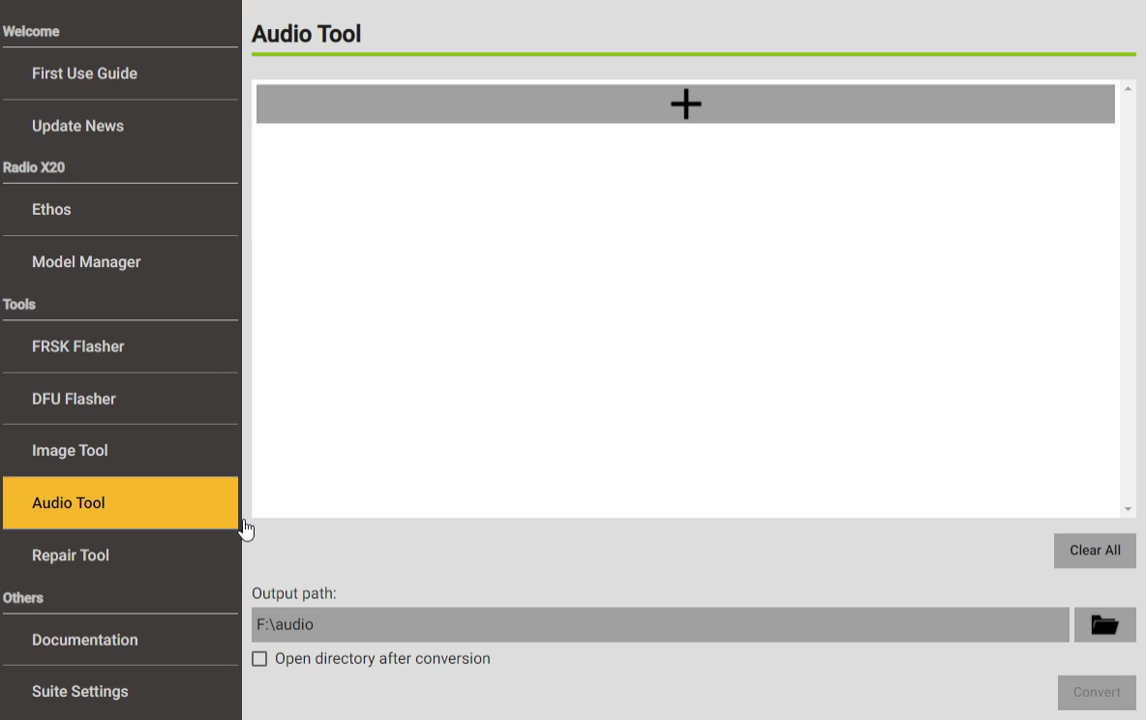 Welcome
First Use Guide
Update News
Radio X20
Ethos
Model Manager
Tools
FRSK Flasher
DFU Flasher
Image Tool
Audio Tool
Repair Tool
Others
Documentation
Suite Settings
Audio Tool
Clear All
Output path:
F:\audio
Open directory after conversion
Convert